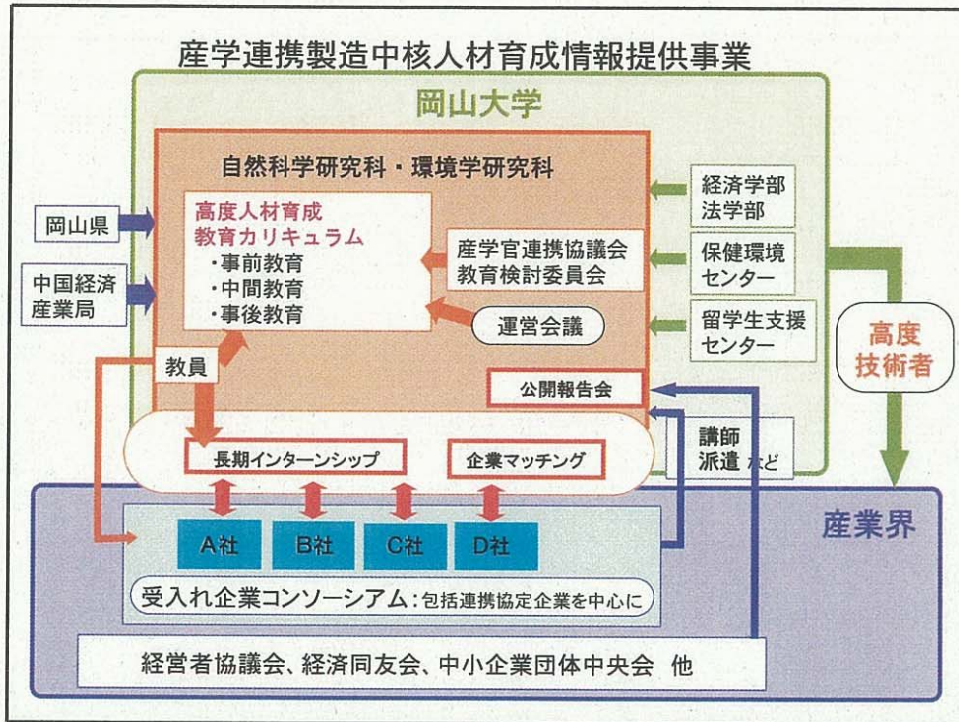 産学連携製造中核人材育成情報提供事業
岡山大学
自然科学研究科・環境学研究科
高度人材育成
教育カリキュラム
・事前教育
・中間教育
・事後教育
岡山県
中国経済
産業局
産学官連携協議会
教育検討委員会
運営会議
経済学部
法学部
保健環境
センター
留学生支援
センター
高度
技術者
教員
公開報告会
講師
派遣 など
長期インターンシップ
企業マッチング
産業界
A社
B社
C社
D社
受入れ企業コンソーシアム：包括連携協定企業を中心に
経営者協議会、経済同友会、中小企業団体中央会 他